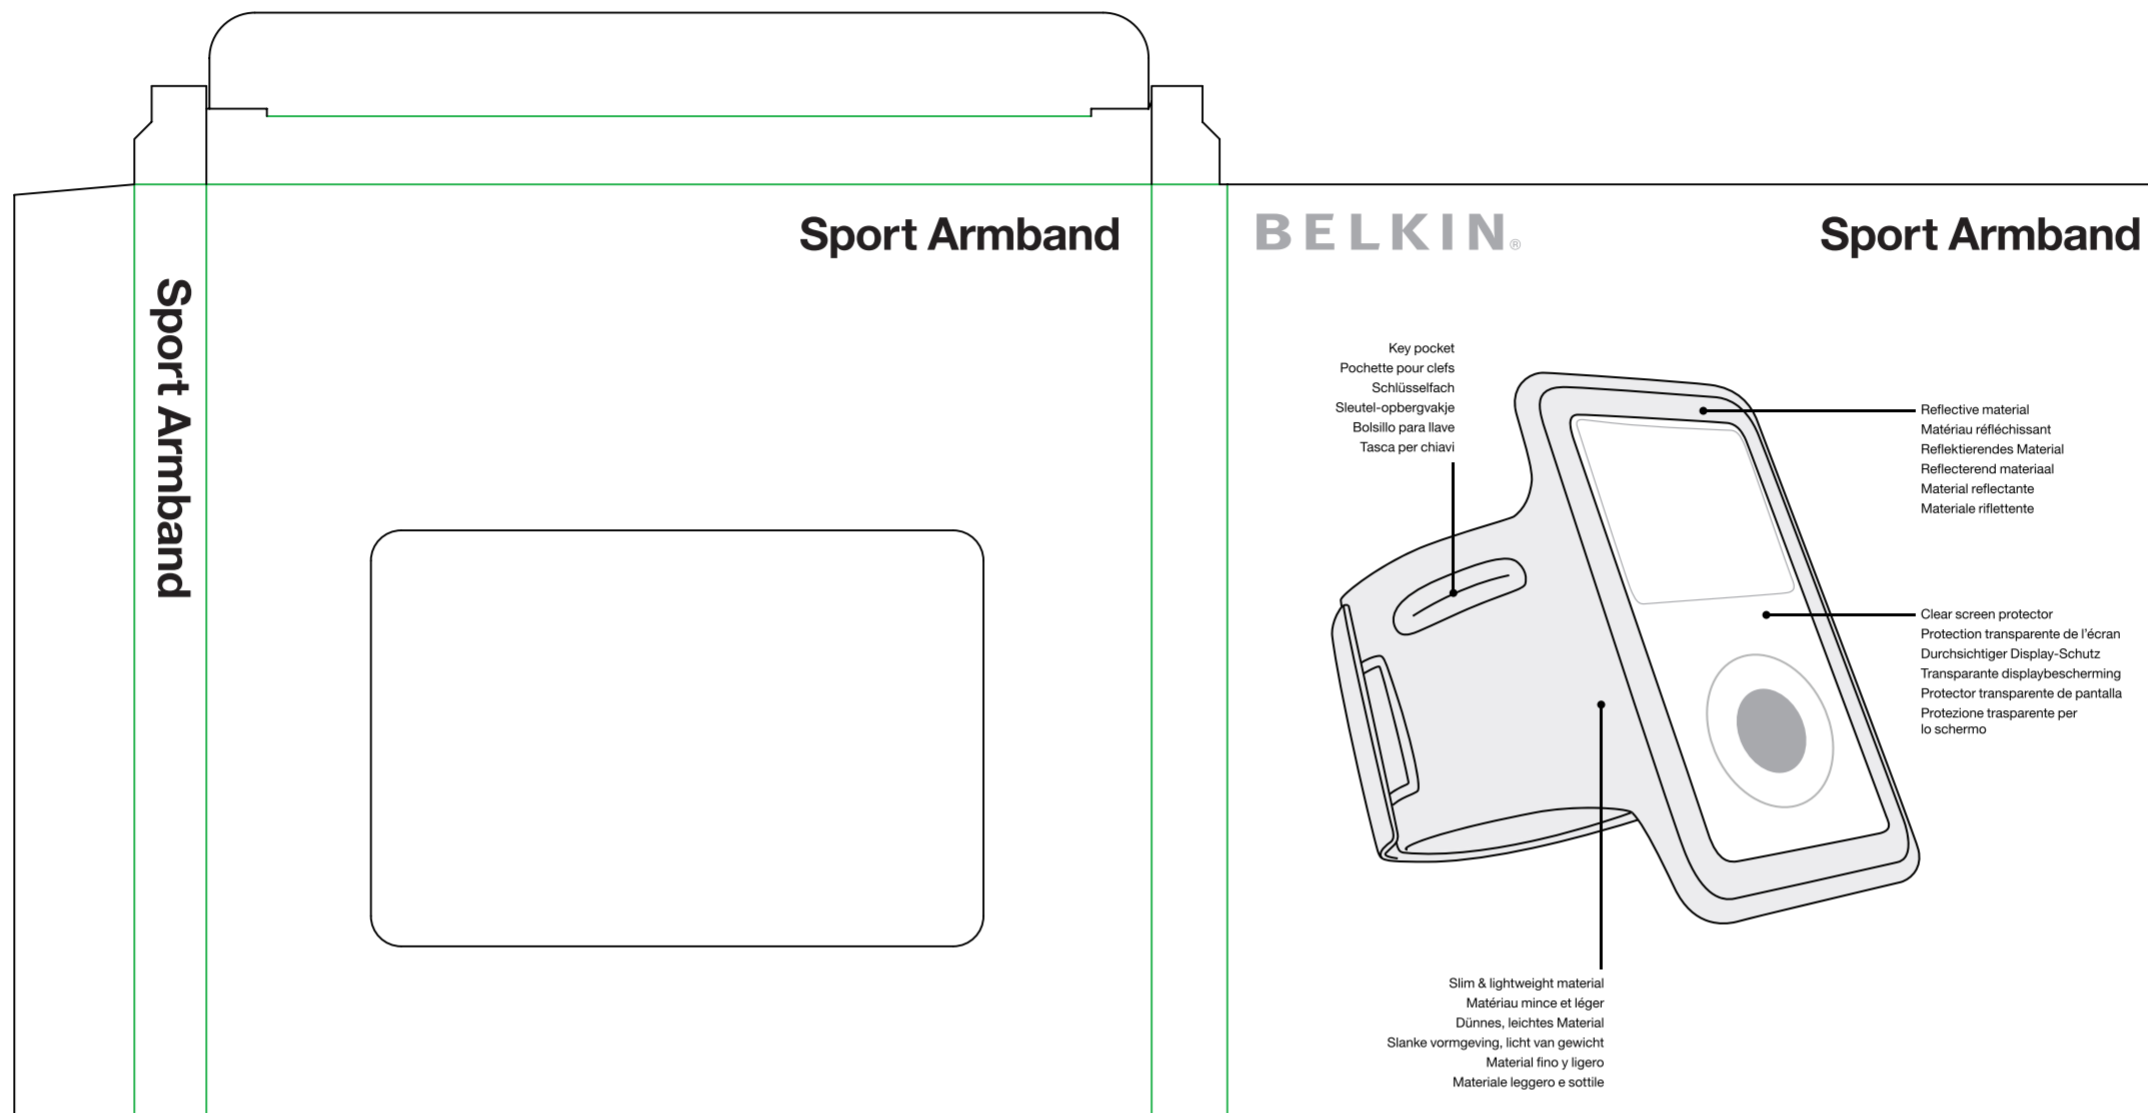 Sport Armband
Sport Armband
BELKIN®
Sport Armband
Key pocket
Pochette pour clefs
Schlüsselfach
Sleutel-opbergvakje
Bolsillo para llave
Tasca per chiavi
Reflective material
Matériau réfléchissant
Reflektierendes Material
Reflecterend materiaal
Material reflectante
Materiale riflettente
Clear screen protector
Protection transparente de l'écran
Durchsichtiger Display-Schutz
Transparante displaybescherming
Protector transparente de pantalla
Protezione trasparente per
lo schermo
Slim & lightweight material
Matériau mince et léger
Dünnes, leichtes Material
Slanke vormgeving, licht van gewicht
Material fino y ligero
Materiale leggero e sottile